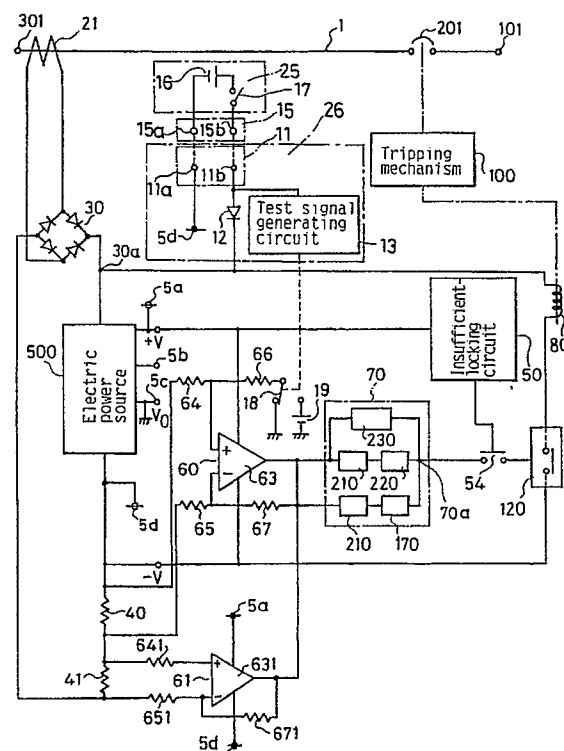 301
21
1
201
101
16
25
17
15
15a
15b
11
26
11a
11b
Tripping mechanism
100
12
5d
Test signal generating circuit
13
30
30a
5a
+V
500
Electric power source
5b
5c
V0
66
64
18
19
70
Insufficient-locking circuit
50
80
60
+
−
63
230
210
220
54
120
65
67
210
170
70a
5d
−V
40
5a
641
41
61
+
−
631
651
671
5d